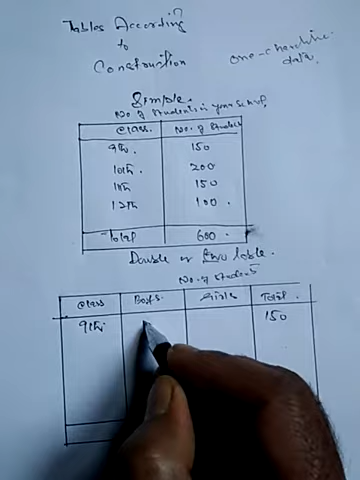 Tables According
to
Construction
data.
Simple.
No of Students in your School
Class. No. of Students
9th. 150
10th. 200
11th 150
12th 100.
Total 600.
Double or Two Table.
No. of Students
Class Boys. Girls Total.
9th. 150